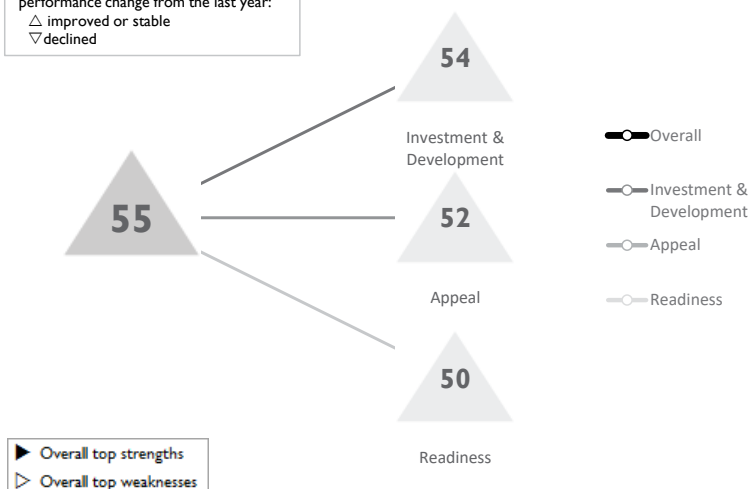 performance change from the last year:
△ improved or stable
▽ declined
54
Investment &
Development
55
52
Appeal
50
Readiness
Overall
Investment &
Development
Appeal
Readiness
▶ Overall top strengths
▷ Overall top weaknesses